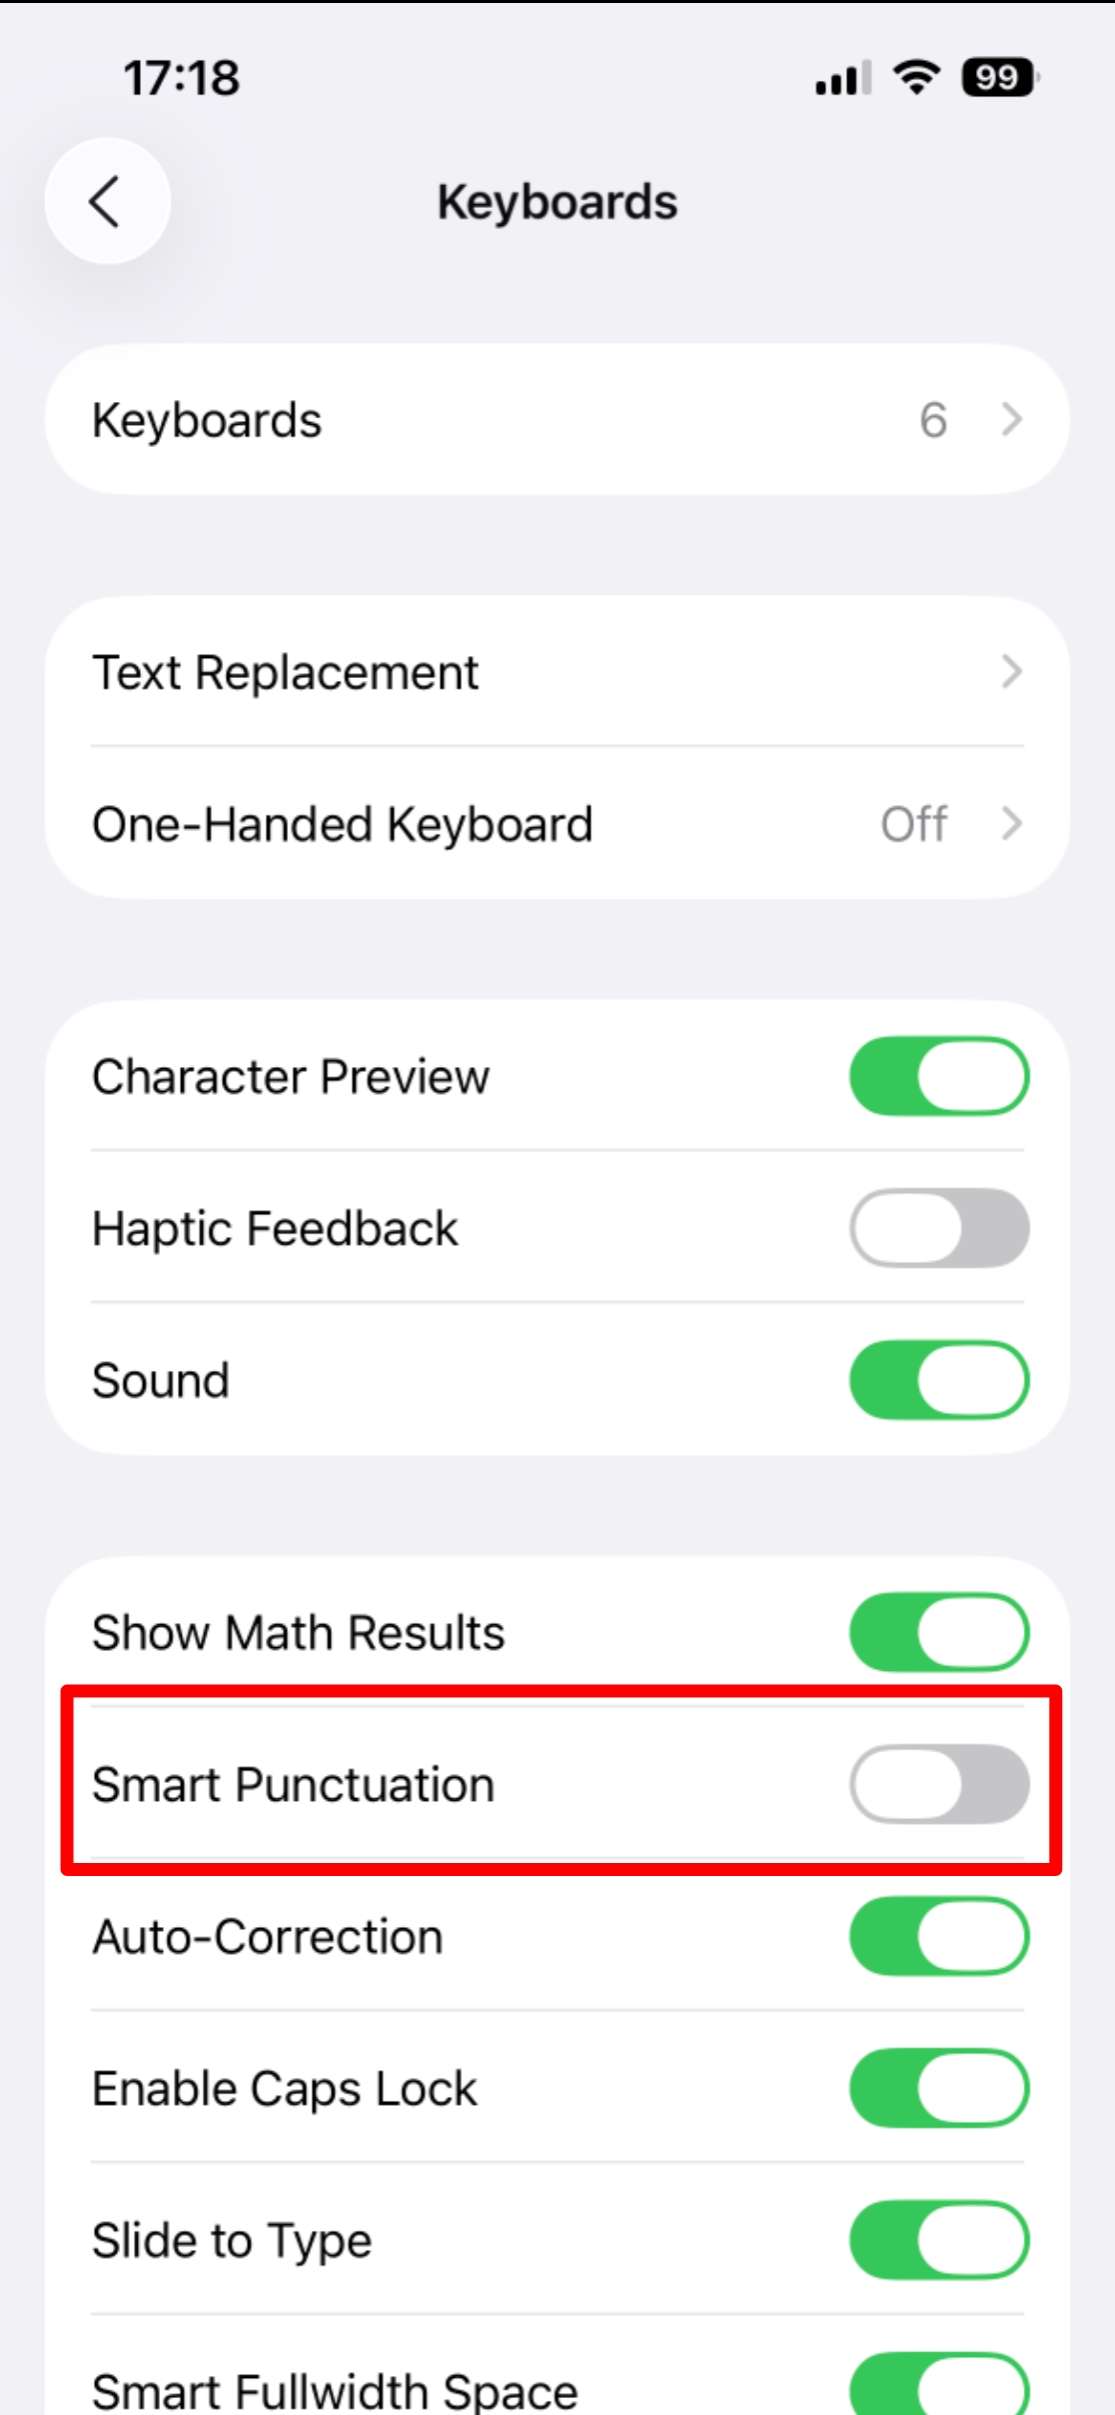 17:18
99
Keyboards
Keyboards 6
Text Replacement
One-Handed Keyboard Off
Character Preview
Haptic Feedback
Sound
Show Math Results
Smart Punctuation
Auto-Correction
Enable Caps Lock
Slide to Type
Smart Fullwidth Space